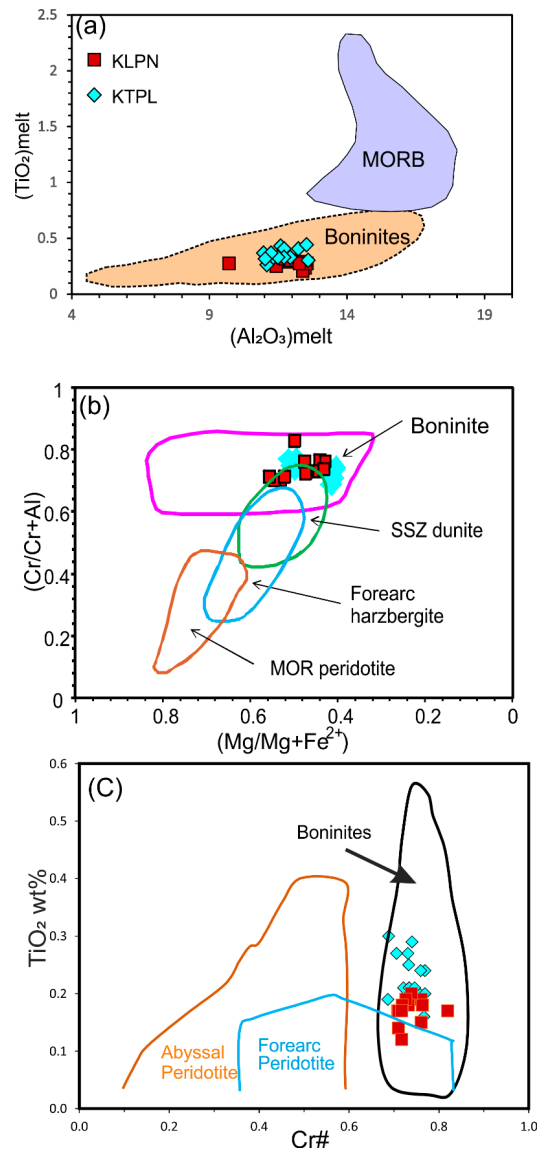 (a)
KLPN
KTPL
MORB
Boninites
(TiO₂)melt
2.5
2
1.5
1
0.5
0
4
9
14
19
(Al₂O₃)melt
(b)
Boninite
SSZ dunite
Forearc
harzbergite
MOR peridotite
(Cr/Cr+Al)
1
0.8
0.6
0.4
0.2
0
1
0.8
0.6
0.4
0.2
0
(Mg/Mg+Fe²⁺)
(C)
Boninites
Abyssal
Peridotite
Forearc
Peridotite
TiO₂ wt%
0.6
0.5
0.4
0.3
0.2
0.1
0.0
0.0
0.2
0.4
0.6
0.8
1.0
Cr#